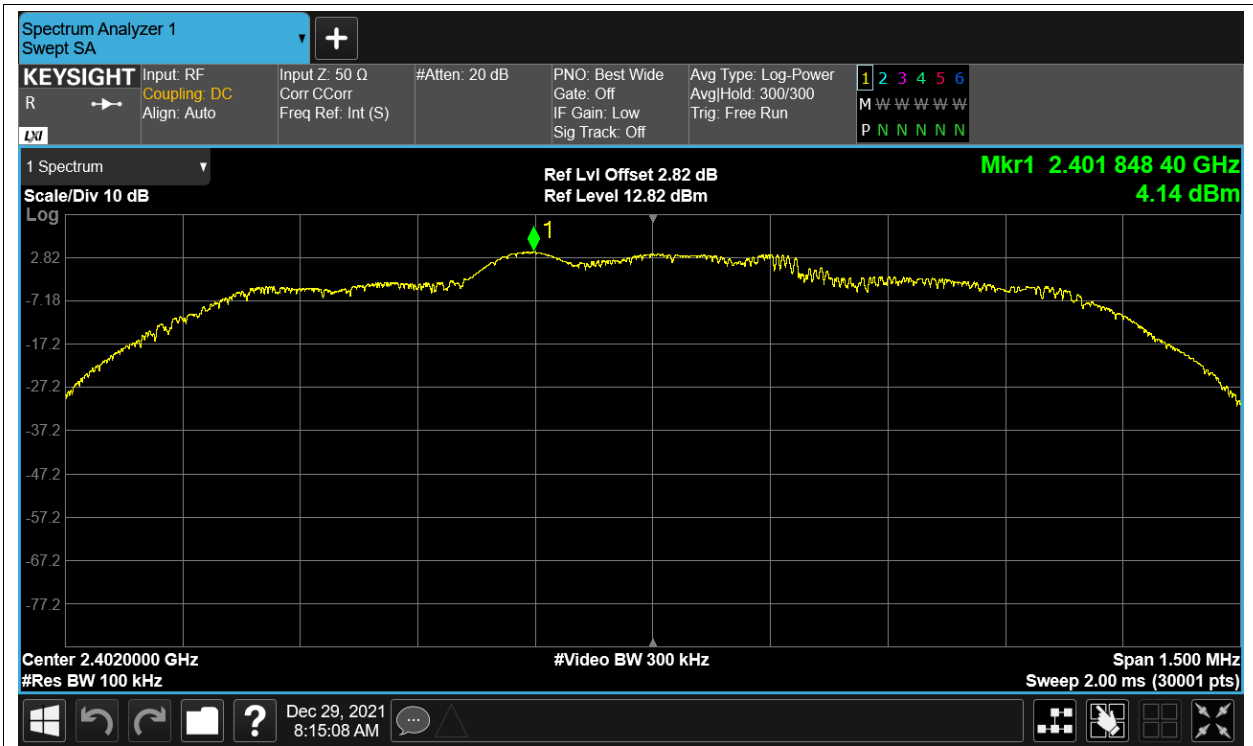 Spectrum Analyzer 1
Swept SA
KEYSIGHT
R
LXI
Input: RF
Coupling: DC
Align: Auto
Input Z: 50 Ω
Corr CCorr
Freq Ref: Int (S)
#Atten: 20 dB
PNO: Best Wide
Gate: Off
IF Gain: Low
Sig Track: Off
Avg Type: Log-Power
Avg|Hold: 300/300
Trig: Free Run
1 2 3 4 5 6
M W W W W W W
P N N N N N
1 Spectrum
Scale/Div 10 dB
Log
Ref Lvl Offset 2.82 dB
Ref Level 12.82 dBm
Mkr1 2.401 848 40 GHz
4.14 dBm
1
2.82
-7.18
-17.2
-27.2
-37.2
-47.2
-57.2
-67.2
-77.2
Center 2.4020000 GHz
#Res BW 100 kHz
#Video BW 300 kHz
Span 1.500 MHz
Sweep 2.00 ms (30001 pts)
?
Dec 29, 2021
8:15:08 AM